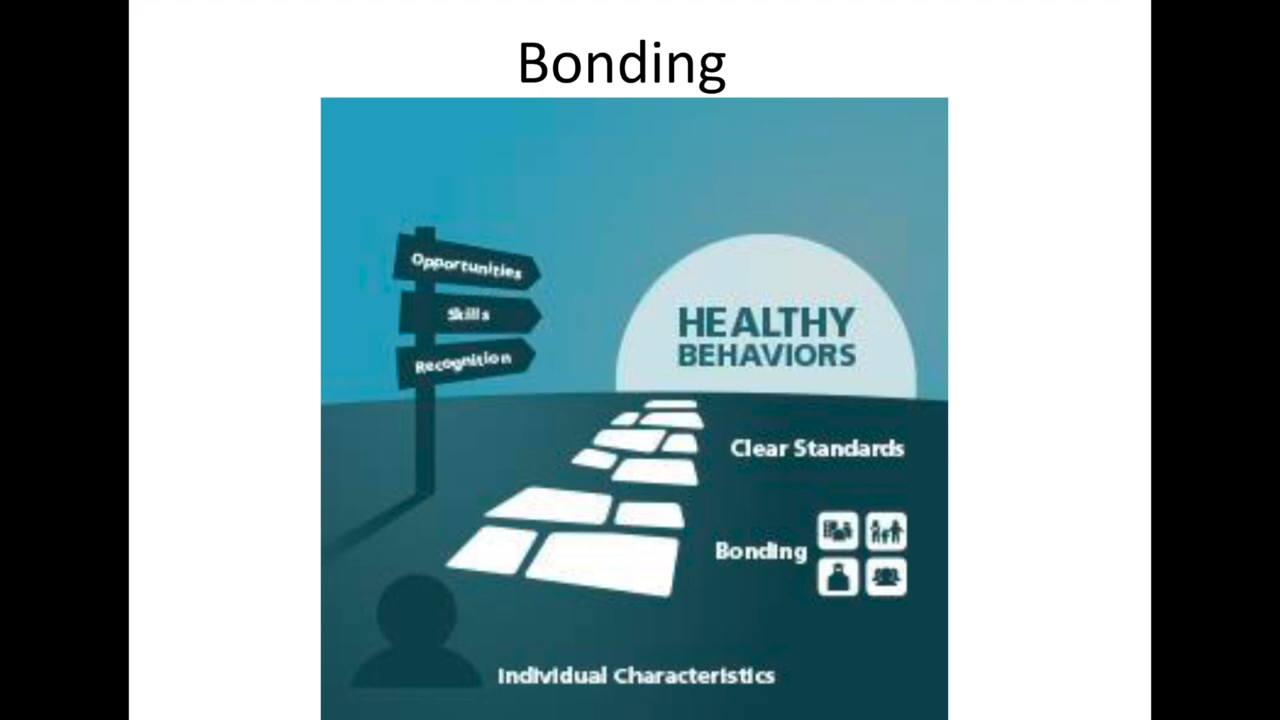 Bonding
Opportunities
Skills
Recognition
HEALTHY
BEHAVIORS
Clear Standards
Bonding
Individual Characteristics